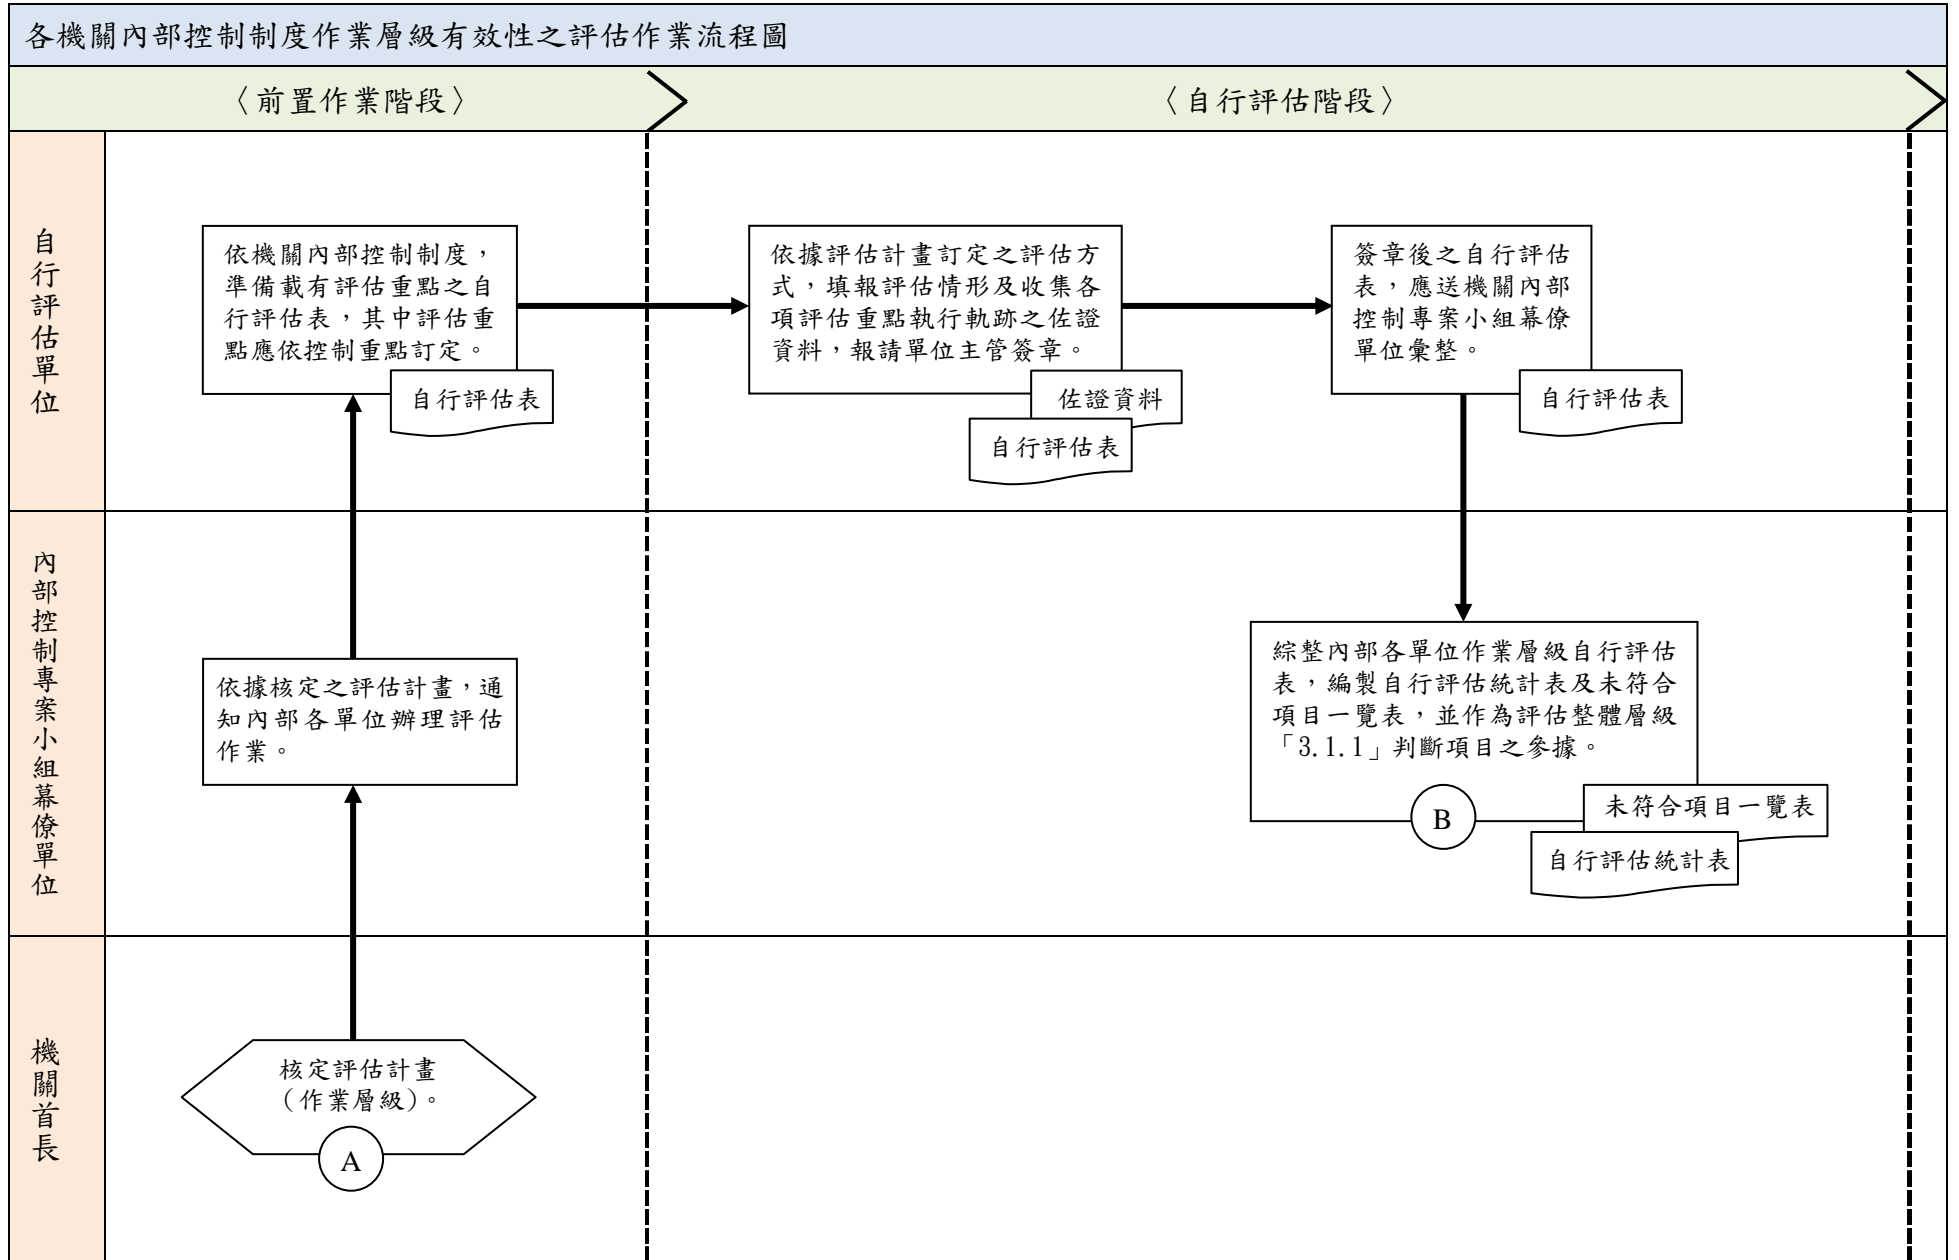 各機關內部控制制度作業層級有效性之評估作業流程圖
〈前置作業階段〉
〈自行評估階段〉
自行評估單位
依機關內部控制制度，
準備載有評估重點之自
行評估表，其中評估重
點應依控制重點訂定。
自行評估表
依據評估計畫訂定之評估方
式，填報評估情形及收集各
項評估重點執行軌跡之佐證
資料，報請單位主管簽章。
佐證資料
自行評估表
簽章後之自行評估
表，應送機關內部
控制專案小組幕僚
單位彙整。
自行評估表
內部控制專案小組幕僚單位
依據核定之評估計畫，通
知內部各單位辦理評估
作業。
綜整內部各單位作業層級自行評估
表，編製自行評估統計表及未符合
項目一覽表，並作為評估整體層級
「3.1.1」判斷項目之參據。
B
未符合項目一覽表
自行評估統計表
機關首長
核定評估計畫
（作業層級）。
A